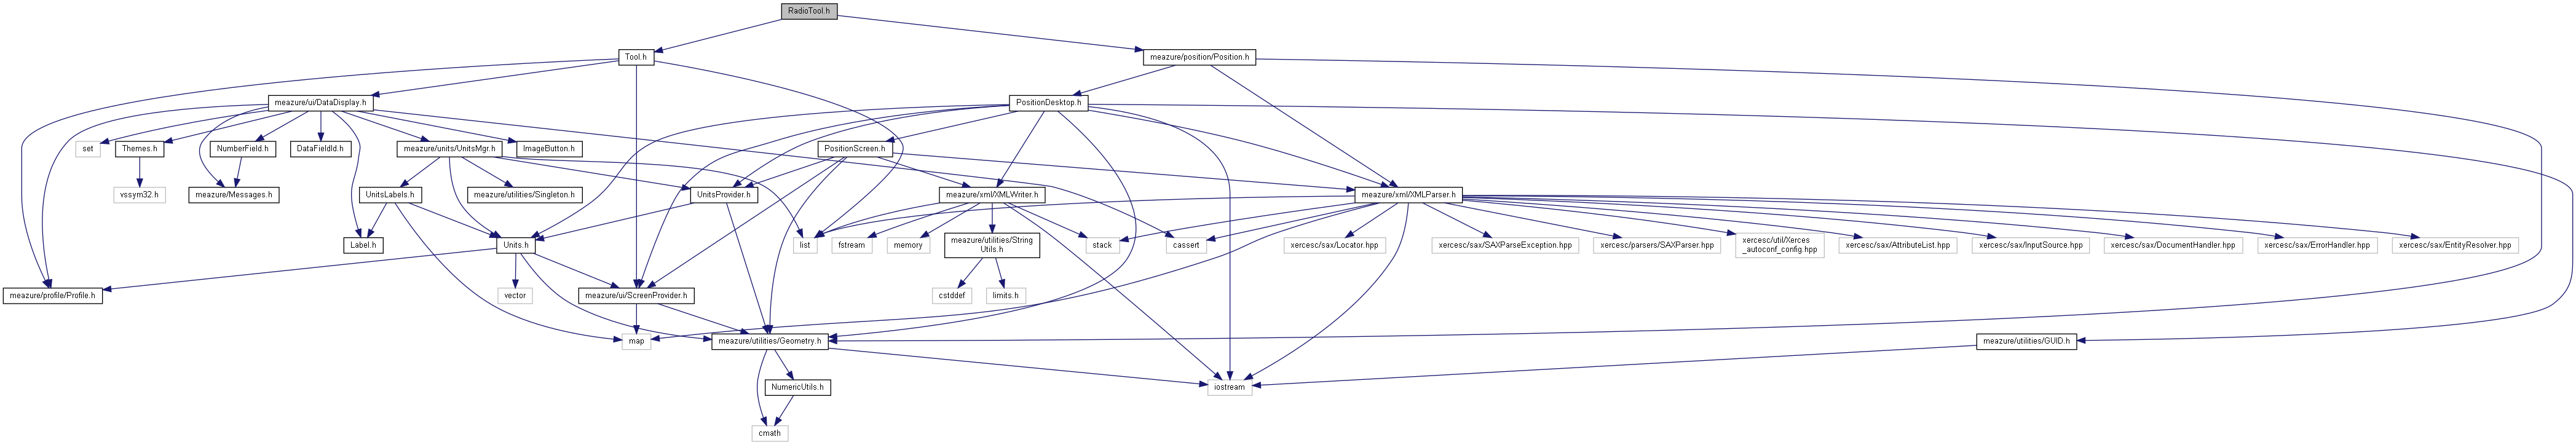 RadioTool.h
Tool.h
meazure/position/Position.h
meazure/ui/DataDisplay.h
PositionDesktop.h
set
Themes.h
NumberField.h
DataFieldId.h
meazure/units/UnitsMgr.h
ImageButton.h
PositionScreen.h
vssym32.h
meazure/Messages.h
UnitsLabels.h
meazure/utilities/Singleton.h
UnitsProvider.h
meazure/xml/XMLWriter.h
meazure/xml/XMLParser.h
Label.h
Units.h
list
fstream
memory
meazure/utilities/String
Utils.h
stack
cassert
xercesc/sax/Locator.hpp
xercesc/sax/SAXParseException.hpp
xercesc/parsers/SAXParser.hpp
xercesc/util/Xerces
_autoconf_config.hpp
xercesc/sax/AttributeList.hpp
xercesc/sax/InputSource.hpp
xercesc/sax/DocumentHandler.hpp
xercesc/sax/ErrorHandler.hpp
xercesc/sax/EntityResolver.hpp
meazure/profile/Profile.h
vector
meazure/ui/ScreenProvider.h
cstddef
limits.h
map
meazure/utilities/Geometry.h
meazure/utilities/GUID.h
NumericUtils.h
iostream
cmath